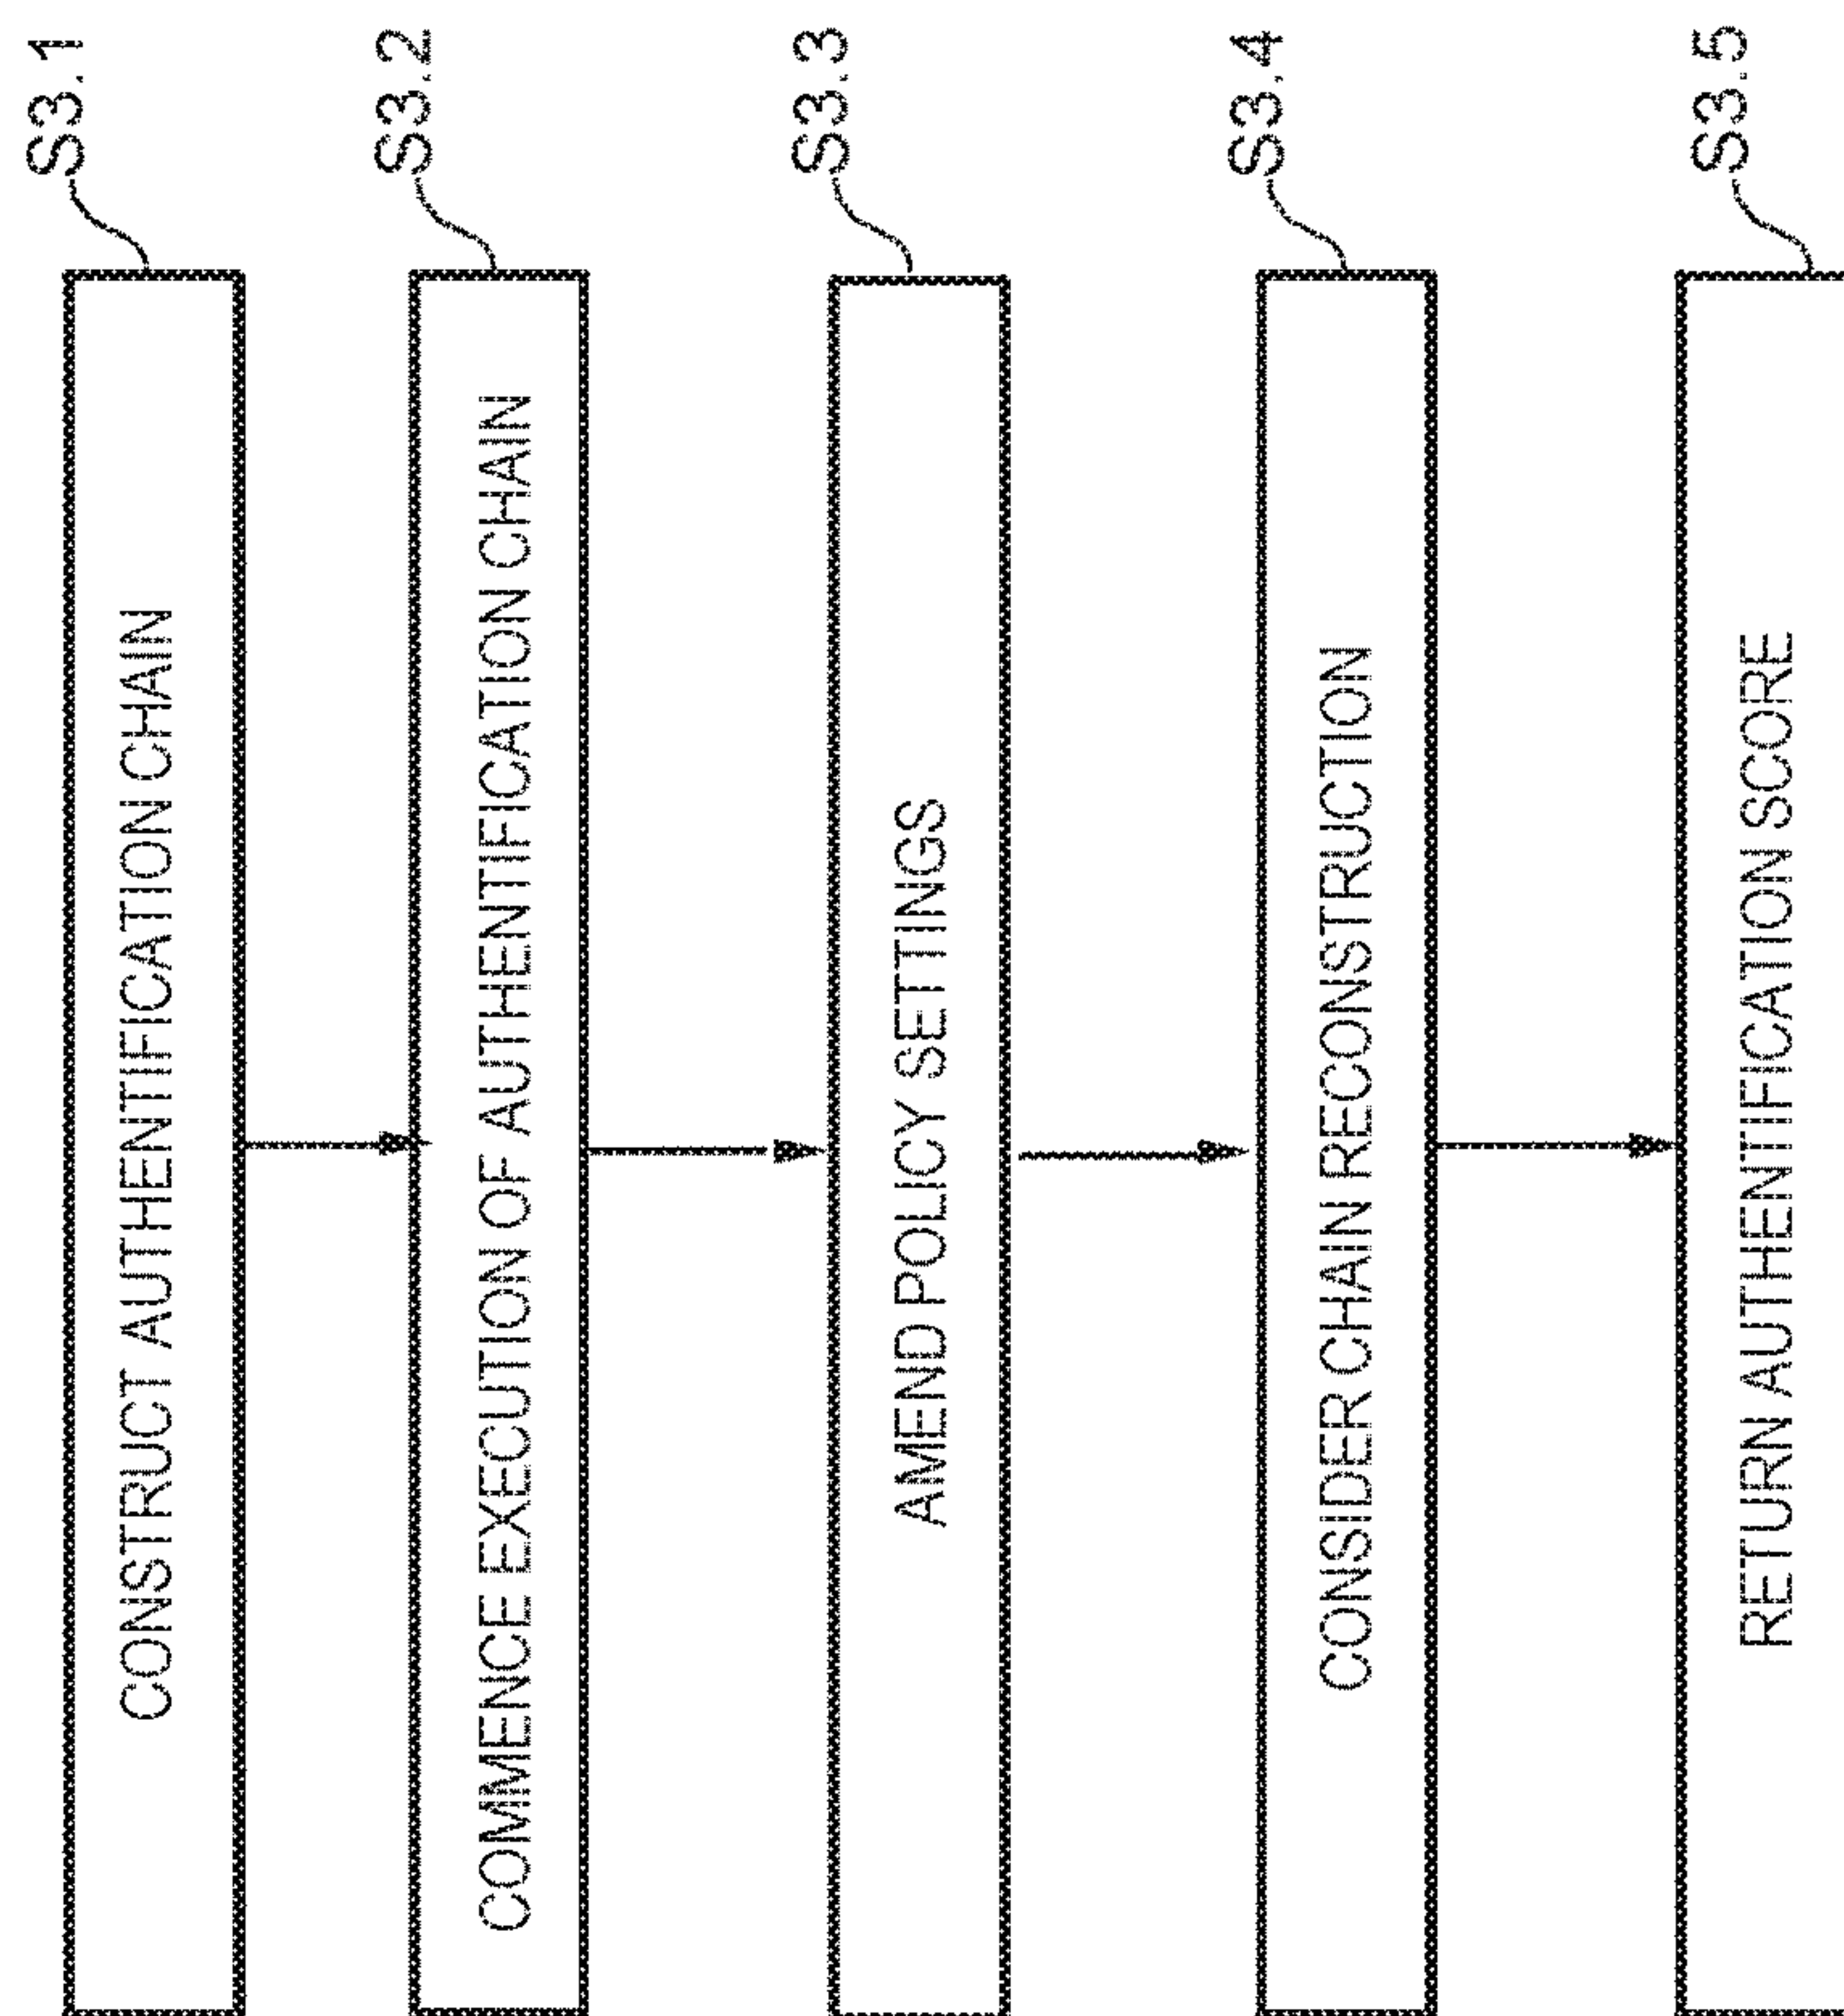 S3.1
CONSTRUCT AUTHENTIFICATION CHAIN
S3.2
COMMENCE EXECUTION OF AUTHENTIFICATION CHAIN
S3.3
AMEND POLICY SETTINGS
S3.4
CONSIDER CHAIN RECONSTRUCTION
S3.5
RETURN AUTHENTIFICATION SCORE